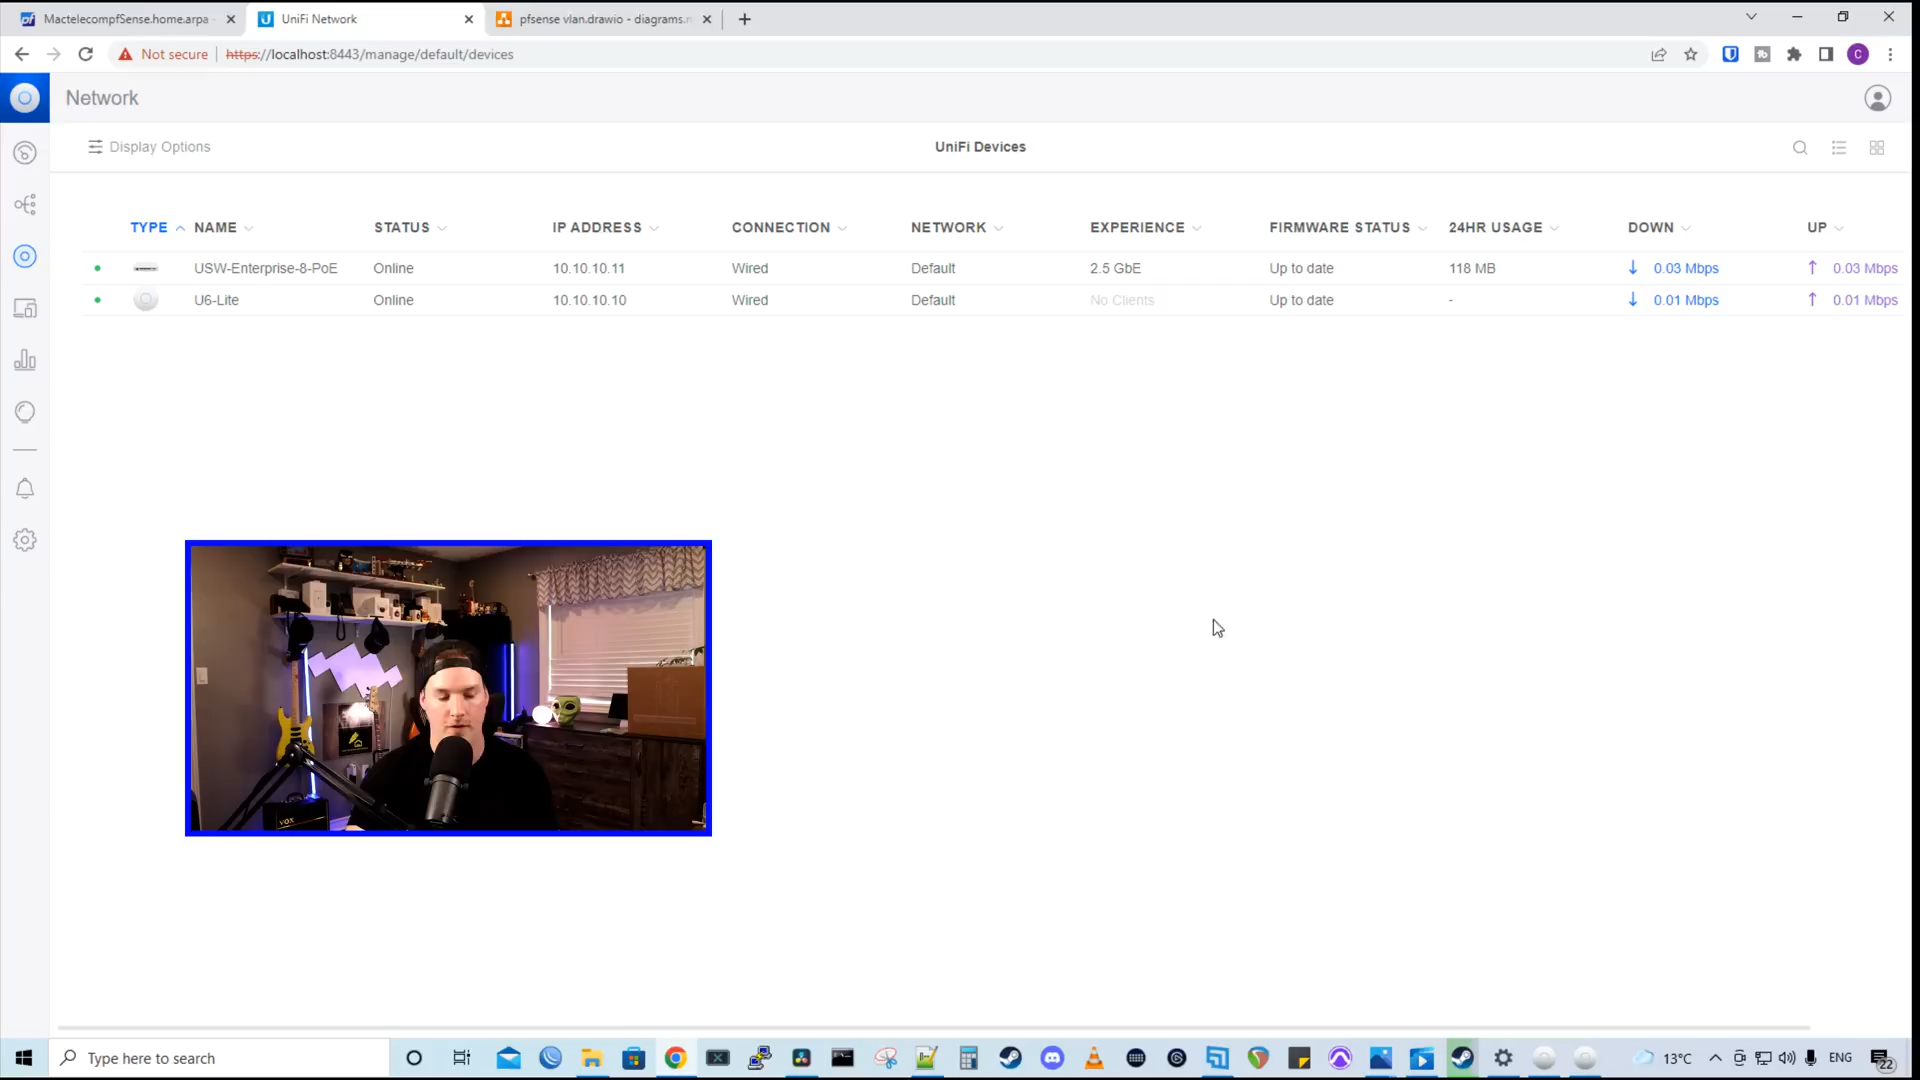 MactelecompfSense.home.arpa -
UniFi Network
pfsense vlan.drawio - diagrams.n
Not secure
https://localhost:8443/manage/default/devices
C
Network
Display Options
UniFi Devices
TYPE NAME STATUS IP ADDRESS CONNECTION NETWORK EXPERIENCE FIRMWARE STATUS 24HR USAGE DOWN UP
USW-Enterprise-8-PoE Online 10.10.10.11 Wired Default 2.5 GbE Up to date 118 MB 0.03 Mbps 0.03 Mbps
U6-Lite Online 10.10.10.10 Wired Default No Clients Up to date - 0.01 Mbps 0.01 Mbps
VOX
Type here to search
13°C
ENG
22